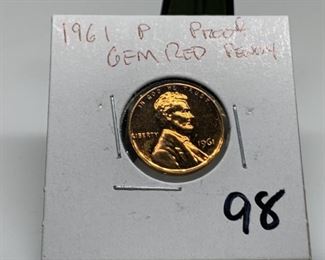 1961 P PROOF
GEM RED PENNY
IN GOD WE TRUST
LIBERTY
1961
98